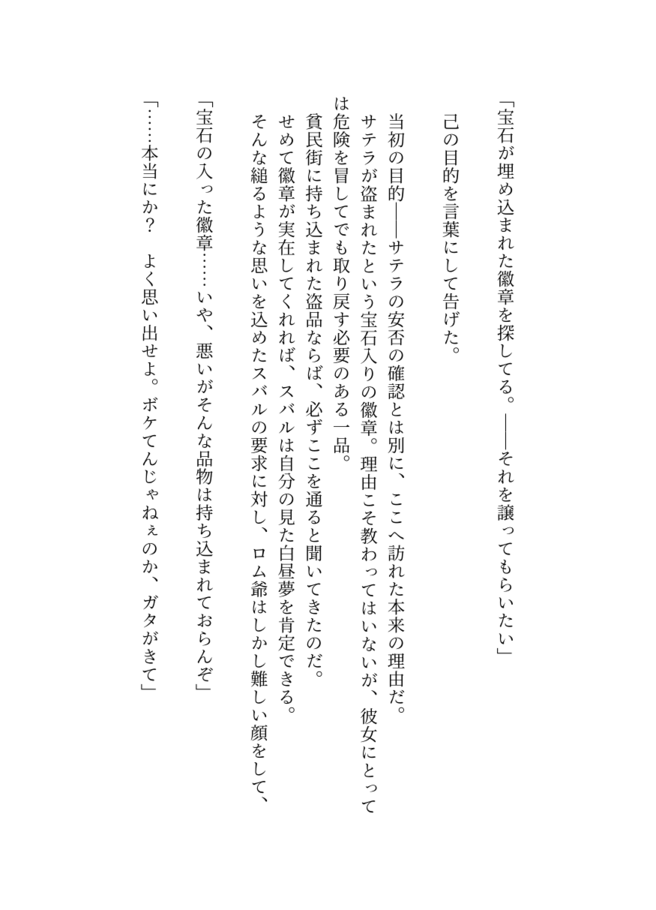 「宝石が埋め込まれた徽章を探してる。――それを譲ってもらいたい」
己の目的を言葉にして告げた。
当初の目的――サテラの安否の確認とは別に、ここへ訪れた本来の理由だ。
サテラが盗まれたという宝石入りの徽章。理由こそ教わってはいないが、彼女にとって
は危険を冒してでも取り戻す必要のある一品。
貧民街に持ち込まれた盗品ならば、必ずここを通ると聞いてきたのだ。
せめて徽章が実在してくれれば、スバルは自分の見た白昼夢を肯定できる。
そんな縋るような思いを込めたスバルの要求に対し、ロム爺はしかし難しい顔をして、
「宝石の入った徽章……いや、悪いがそんな品物は持ち込まれておらんぞ」
「……本当にか？　よく思い出せよ。ボケてんじゃねぇのか、ガタがきて」